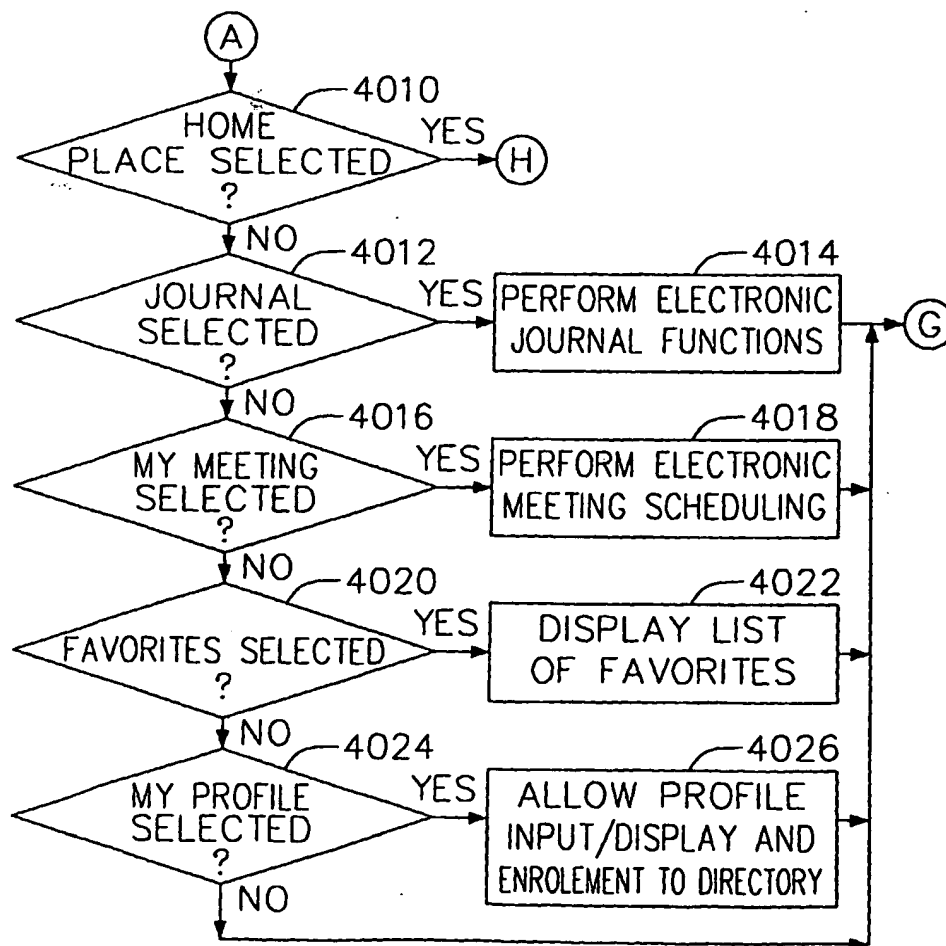 A
4010
HOME
PLACE SELECTED
?
YES
H
NO
4012
JOURNAL
SELECTED
?
YES
4014
PERFORM ELECTRONIC
JOURNAL FUNCTIONS
G
NO
4016
MY MEETING
SELECTED
?
YES
4018
PERFORM ELECTRONIC
MEETING SCHEDULING
NO
4020
FAVORITES SELECTED
?
YES
4022
DISPLAY LIST
OF FAVORITES
NO
4024
MY PROFILE
SELECTED
?
YES
4026
ALLOW PROFILE
INPUT/DISPLAY AND
ENROLEMENT TO DIRECTORY
NO